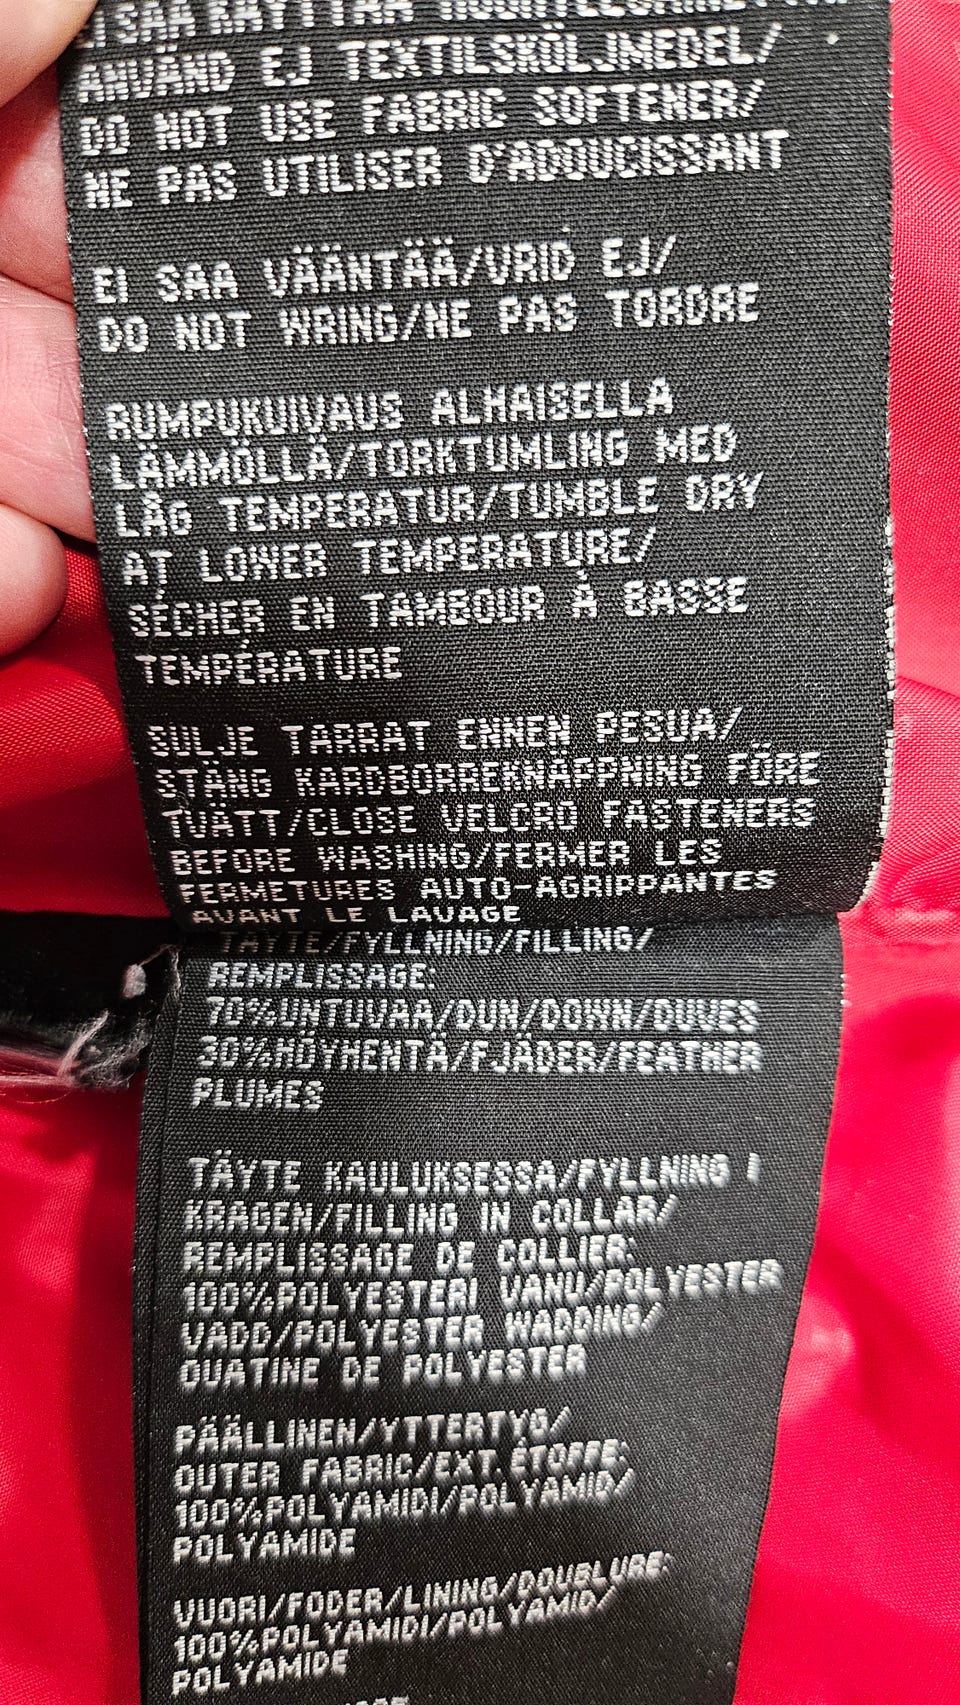 EI SAA KÄYTTÄÄ
ANVÄND EJ TEXTILSKÖLJMEDEL/
DO NOT USE FABRIC SOFTENER/
NE PAS UTILISER D'ADOUCISSANT
EI SAA VÄÄNTÄÄ/VRID EJ/
DO NOT WRING/NE PAS TORDRE
RUMPUKUIVAUS ALHAISELLA
LÄMMÖLLÄ/TORKTUMLING MED
LÅG TEMPERATUR/TUMBLE DRY
AT LOWER TEMPERATURE/
SÉCHER EN TAMBOUR À BASSE
TEMPÉRATURE
SULJE TARRAT ENNEN PESUA/
STÄNG KARDBORREKNÄPPNING FÖRE
TVÄTT/CLOSE VELCRO FASTENERS
BEFORE WASHING/FERMER LES
FERMETURES AUTO-AGRIPPANTES
AVANT LE LAVAGE
TÄYTE/FYLLNING/FILLING/
REMPLISSAGE:
70%UNTUVAA/DUN/DOWN/DUVES
30%HÖYHENTÄ/FJÄDER/FEATHER
PLUMES
TÄYTE KAULUKSESSA/FYLLNING I
KRAGEN/FILLING IN COLLAR/
REMPLISSAGE DE COLLIER:
100%POLYESTERI VANU/POLYESTER
VADD/POLYESTER WADDING/
OUATINE DE POLYESTER
PÄÄLLINEN/YTTERTYG/
OUTER FABRIC/EXT. ÉTOFFE:
100%POLYAMIDI/POLYAMID/
POLYAMIDE
VUORI/FODER/LINING/DOUBLURE:
100%POLYAMIDI/POLYAMID/
POLYAMIDE